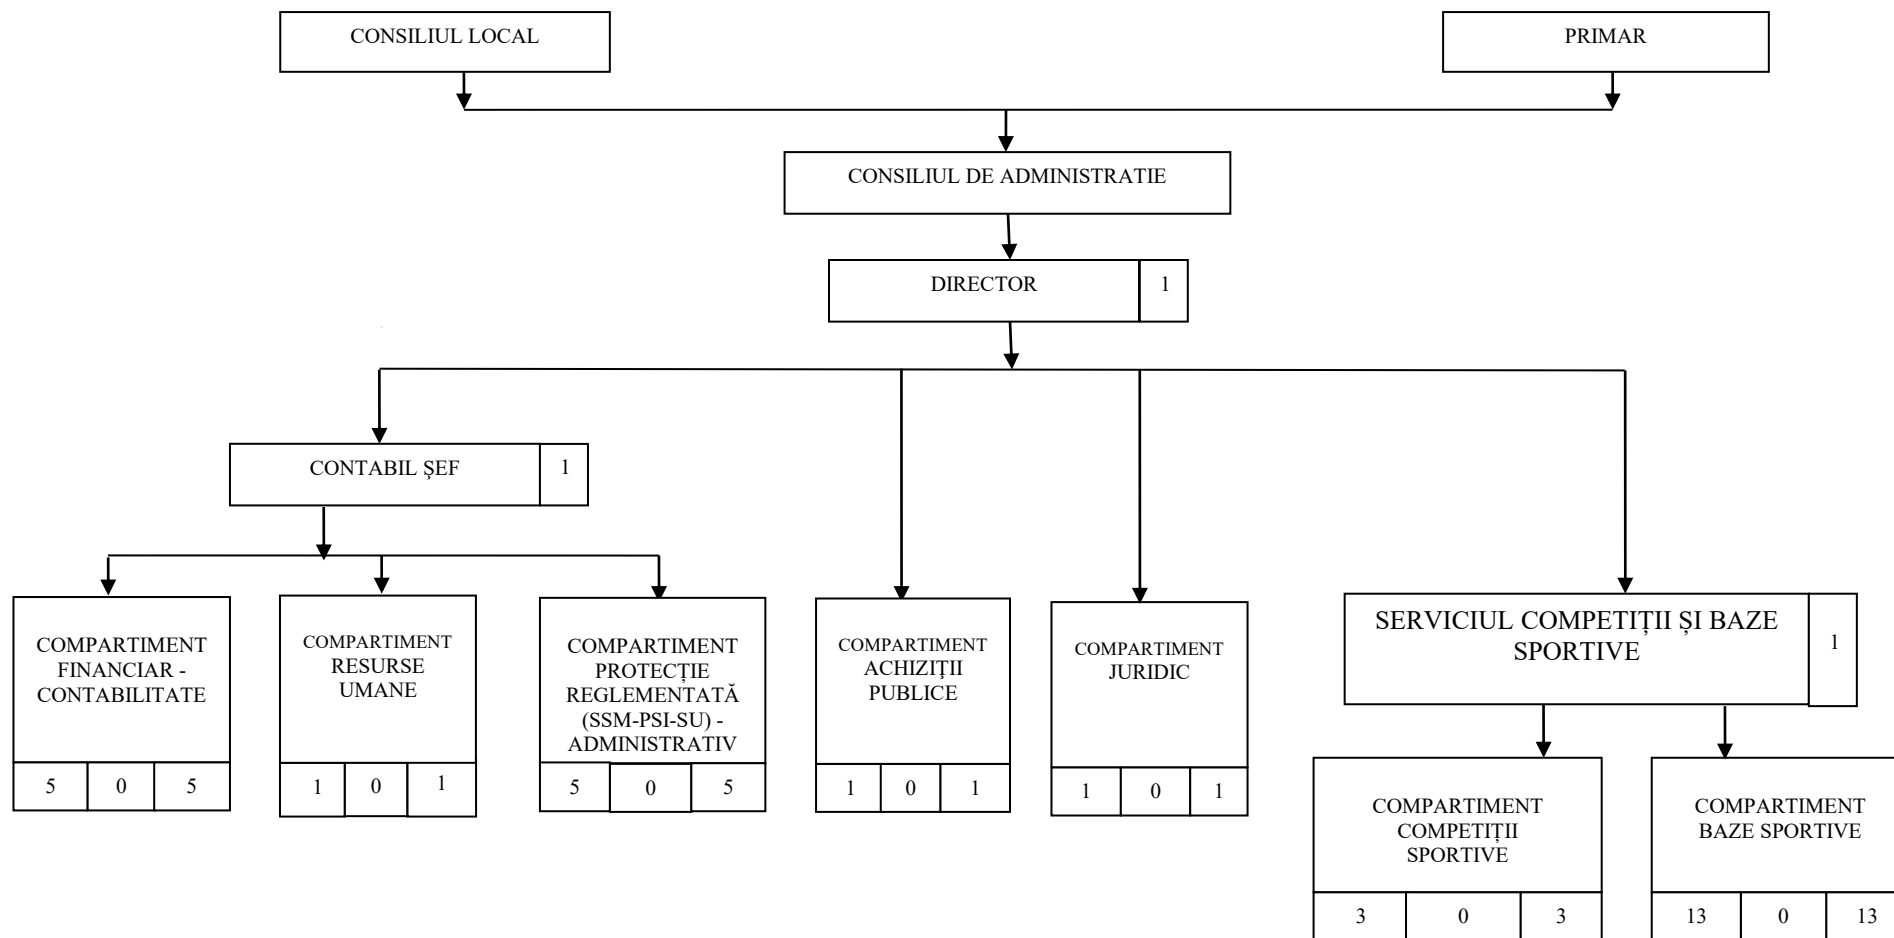 CONSILIUL LOCAL
PRIMAR
CONSILIUL DE ADMINISTRATIE
DIRECTOR
1
CONTABIL ŞEF
1
COMPARTIMENT
FINANCIAR -
CONTABILITATE
5 0 5
COMPARTIMENT
RESURSE
UMANE
1 0 1
COMPARTIMENT
PROTECȚIE
REGLEMENTATĂ
(SSM-PSI-SU) -
ADMINISTRATIV
5 0 5
COMPARTIMENT
ACHIZIŢII
PUBLICE
1 0 1
COMPARTIMENT
JURIDIC
1 0 1
SERVICIUL COMPETIȚII ȘI BAZE
SPORTIVE
1
COMPARTIMENT
COMPETIȚII
SPORTIVE
3 0 3
COMPARTIMENT
BAZE SPORTIVE
13 0 13